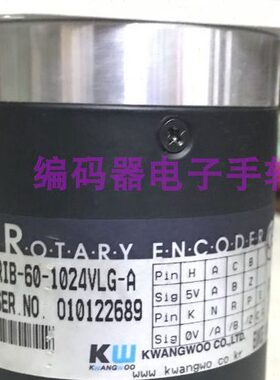 编码器电子手轮
ROTARY ENCODER
RIB-60-1024VLG-A
SER.NO. 010122689
Pin H A C B
Sig 5V A B Z
Pin K N R P
Sig 0V /A /B /Z
KW
KWANGWOO
KWANGWOO CO.,LTD.
www.kwangwoo.co.kr